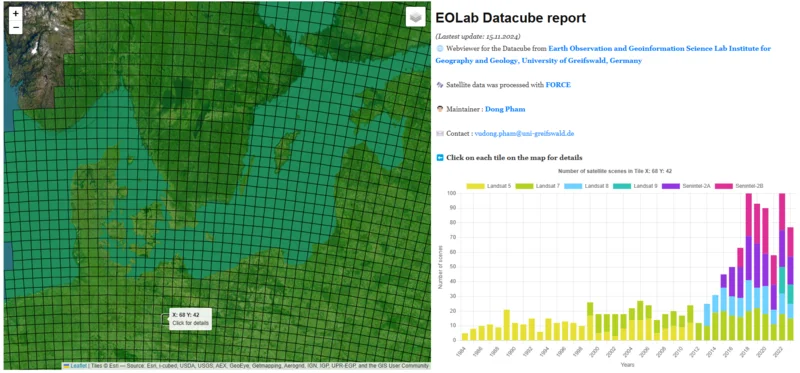 +
−
X: 68 Y: 42
Click for details
Leaflet | Tiles © Esri — Source: Esri, i-cubed, USDA, USGS, AEX, GeoEye, Getmapping, Aerogrid, IGN, IGP, UPR-EGP, and the GIS User Community
EOLab Datacube report
(Lastest update: 15.11.2024)
Webviewer for the Datacube from Earth Observation and Geoinformation Science Lab Institute for
Geography and Geology, University of Greifswald, Germany
Satellite data was processed with FORCE
Maintainer : Dong Pham
Contact : vudong.pham@uni-greifswald.de
Click on each tile on the map for details
Number of satellite scenes in Tile X: 68 Y: 42
Landsat 5 Landsat 7 Landsat 8 Landsat 9 Sentinel-2A Sentinel-2B
Number of scenes
100
90
80
70
60
50
40
30
20
10
0
1984 1986 1988 1990 1992 1994 1996 1998 2000 2002 2004 2006 2008 2010 2012 2014 2016 2018 2020 2022
Years